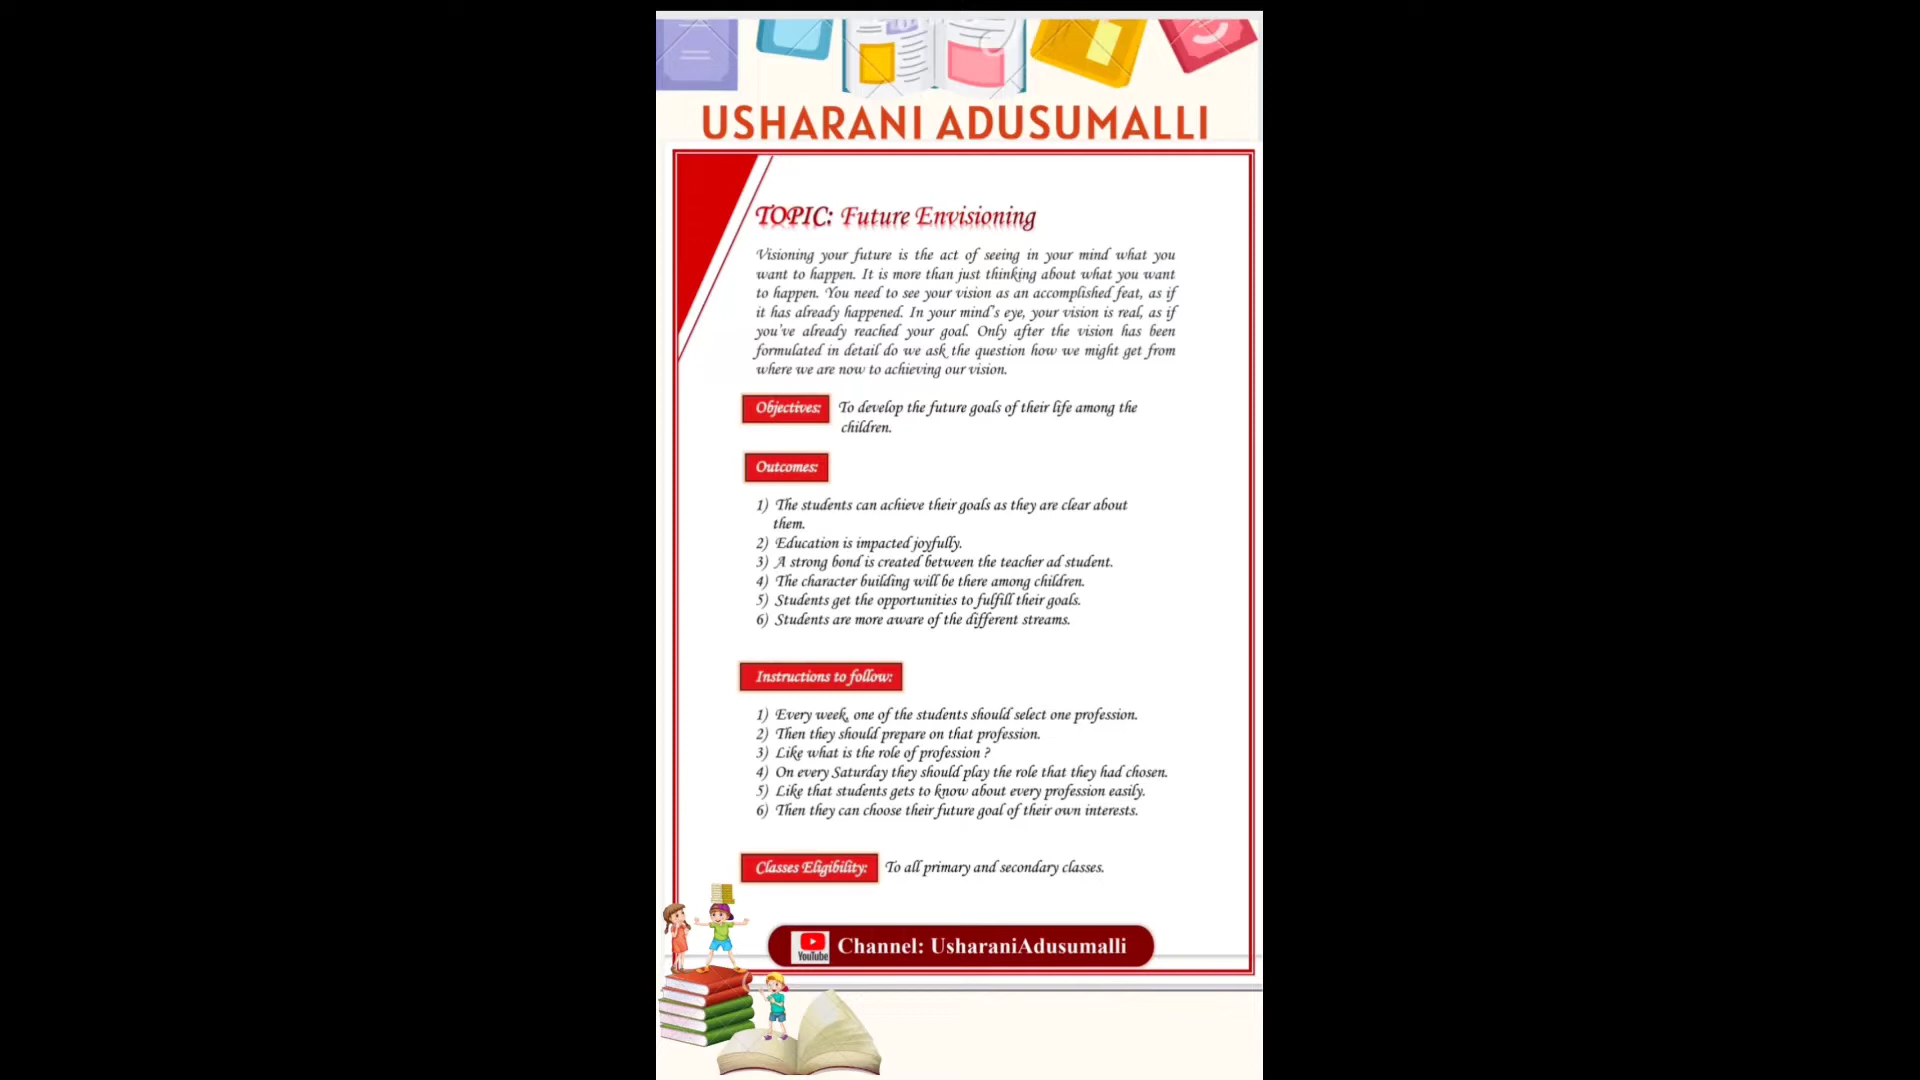 USHARANI ADUSUMALLI
TOPIC: Future Envisioning
Visioning your future is the act of seeing in your mind what you
want to happen. It is more than just thinking about what you want
to happen. You need to see your vision as an accomplished feat, as if
it has already happened. In your mind's eye, your vision is real, as if
you've already reached your goal. Only after the vision has been
formulated in detail do we ask the question how we might get from
where we are now to achieving our vision.
Objectives: To develop the future goals of their life among the
children.
Outcomes:
1) The students can achieve their goals as they are clear about
them.
2) Education is impacted joyfully.
3) A strong bond is created between the teacher ad student.
4) The character building will be there among children.
5) Students get the opportunities to fulfill their goals.
6) Students are more aware of the different streams.
Instructions to follow:
1) Every week, one of the students should select one profession.
2) Then they should prepare on that profession.
3) Like what is the role of profession ?
4) On every Saturday they should play the role that they had chosen.
5) Like that students gets to know about every profession easily.
6) Then they can choose their future goal of their own interests.
Classes Eligibility: To all primary and secondary classes.
YouTube Channel: UsharaniAdusumalli